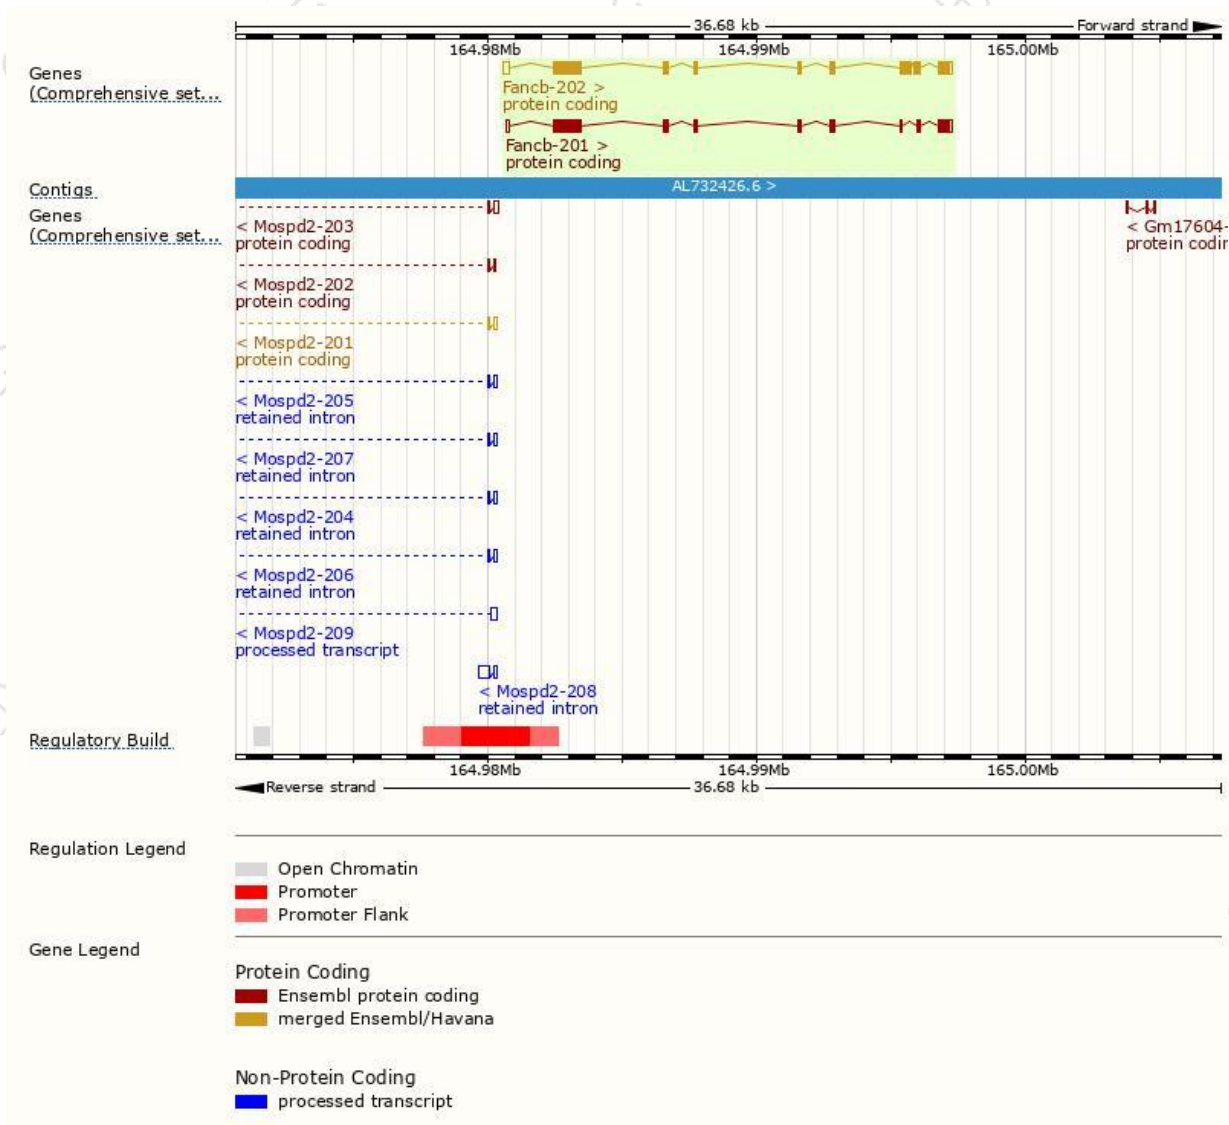 36.68 kb
Forward strand
164.98Mb 164.99Mb 165.00Mb
Genes
(Comprehensive set...
Fancb-202 >
protein coding
Fancb-201 >
protein coding
Contigs
AL732426.6 >
Genes
(Comprehensive set...
< Mospd2-203
protein coding
< Gm17604-
protein codin
< Mospd2-202
protein coding
< Mospd2-201
protein coding
< Mospd2-205
retained intron
< Mospd2-207
retained intron
< Mospd2-204
retained intron
< Mospd2-206
retained intron
< Mospd2-209
processed transcript
< Mospd2-208
retained intron
Regulatory Build
164.98Mb 164.99Mb 165.00Mb
Reverse strand
36.68 kb
Regulation Legend
Open Chromatin
Promoter
Promoter Flank
Gene Legend
Protein Coding
Ensembl protein coding
merged Ensembl/Havana
Non-Protein Coding
processed transcript